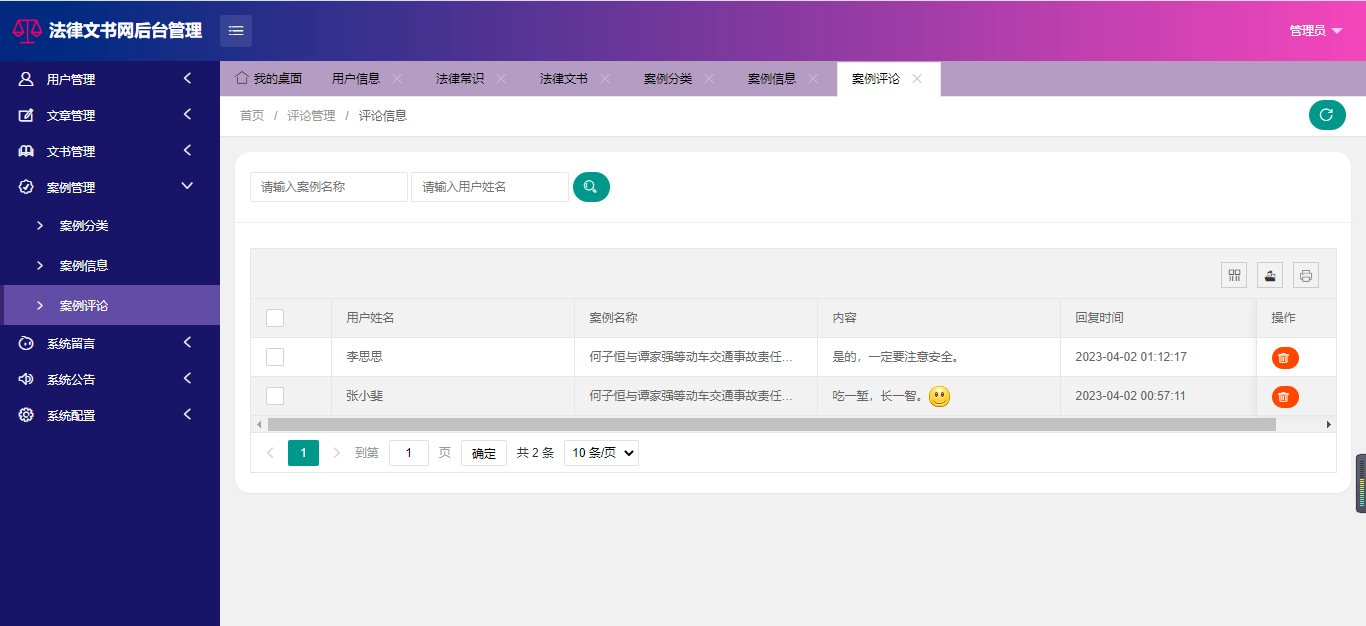 法律文书网后台管理
管理员
用户管理
文章管理
文书管理
案例管理
案例分类
案例信息
案例评论
系统留言
系统公告
系统配置
我的桌面 用户信息 法律常识 法律文书 案例分类 案例信息 案例评论
首页 / 评论管理 / 评论信息
请输入案例名称 请输入用户姓名
用户姓名 案例名称 内容 回复时间 操作
李思思 何子恒与谭家强等动车交通事故责任... 是的，一定要注意安全。 2023-04-02 01:12:17
张小斐 何子恒与谭家强等动车交通事故责任... 吃一堑，长一智。 2023-04-02 00:57:11
1 到第 1 页 确定 共 2 条 10 条/页